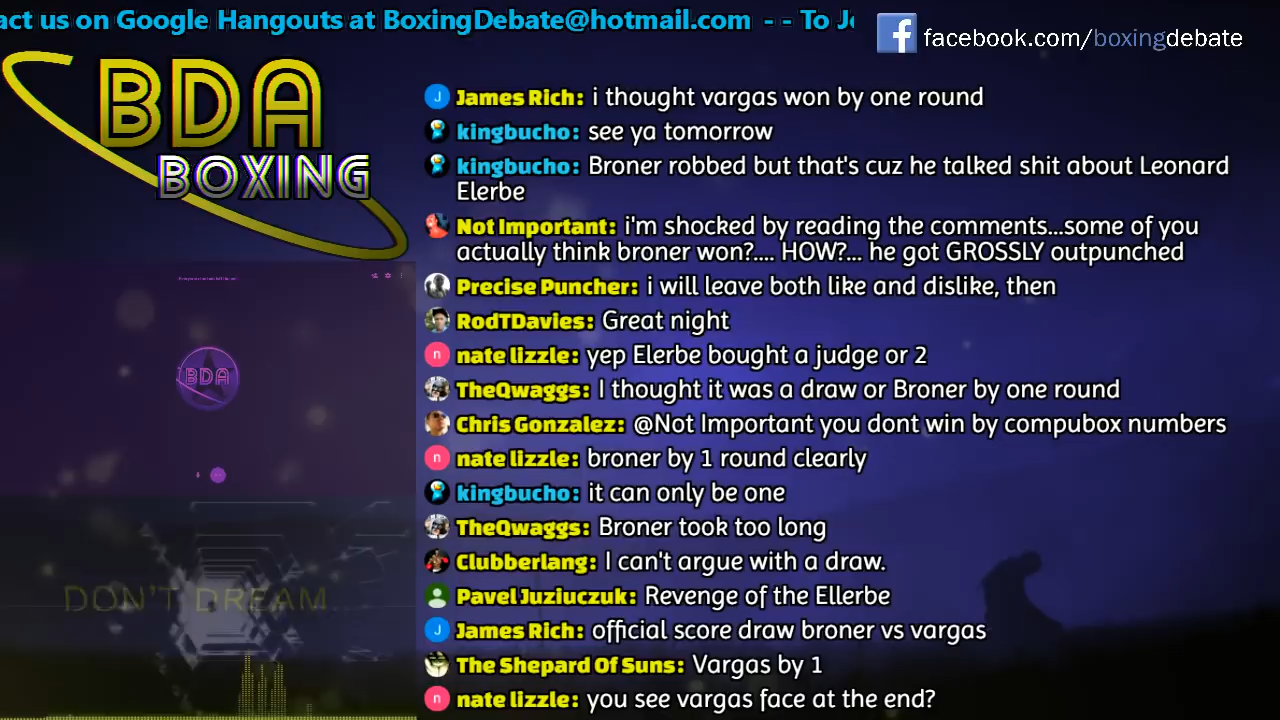 act us on Google Hangouts at BoxingDebate@hotmail.com - - To Jo
facebook.com/boxingdebate
BDA
BOXING
James Rich: i thought vargas won by one round
kingbucho: see ya tomorrow
kingbucho: Broner robbed but that's cuz he talked shit about Leonard
Elerbe
Not Important: i'm shocked by reading the comments...some of you
actually think broner won?.... HOW?... he got GROSSLY outpunched
Precise Puncher: i will leave both like and dislike, then
RodTDavies: Great night
nate lizzle: yep Elerbe bought a judge or 2
TheQwaggs: I thought it was a draw or Broner by one round
Chris Gonzalez: @Not Important you dont win by compubox numbers
nate lizzle: broner by 1 round clearly
kingbucho: it can only be one
TheQwaggs: Broner took too long
Clubberlang: I can't argue with a draw.
Pavel Juziuczuk: Revenge of the Ellerbe
James Rich: official score draw broner vs vargas
The Shepard Of Suns: Vargas by 1
nate lizzle: you see vargas face at the end?
BDA
DON'T DREAM